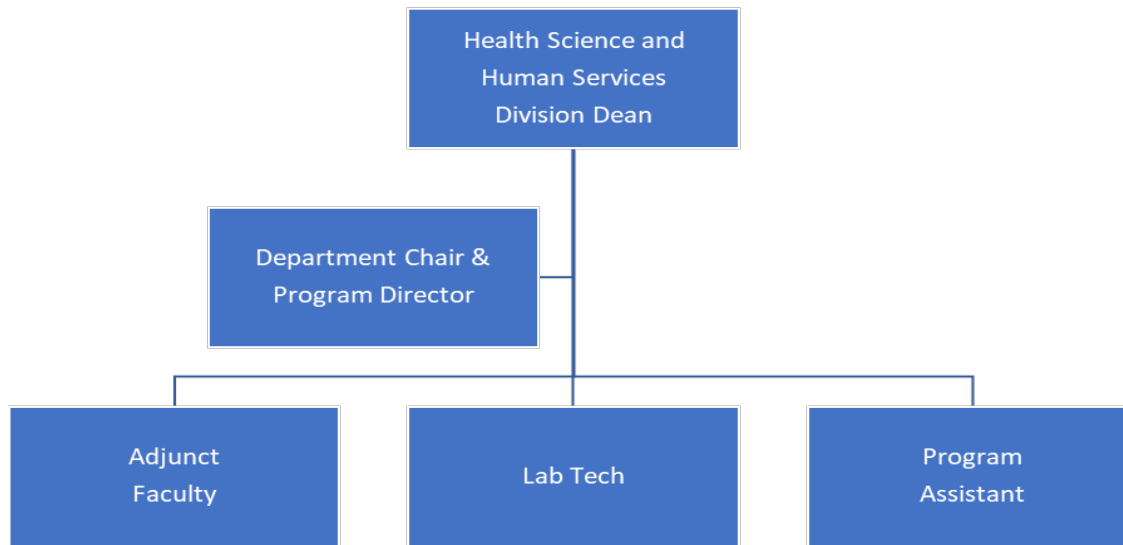 Health Science and
Human Services
Division Dean
Department Chair &
Program Director
Adjunct
Faculty
Lab Tech
Program
Assistant